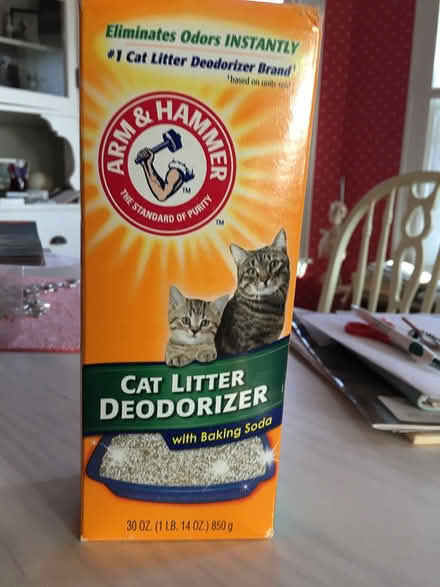 Eliminates Odors INSTANTLY
#1 Cat Litter Deodorizer Brand†
†based on units sold
ARM & HAMMER
TM
THE STANDARD OF PURITY
TM
CAT LITTER
DEODORIZER
with Baking Soda
30 OZ. (1 LB. 14 OZ.) 850 g